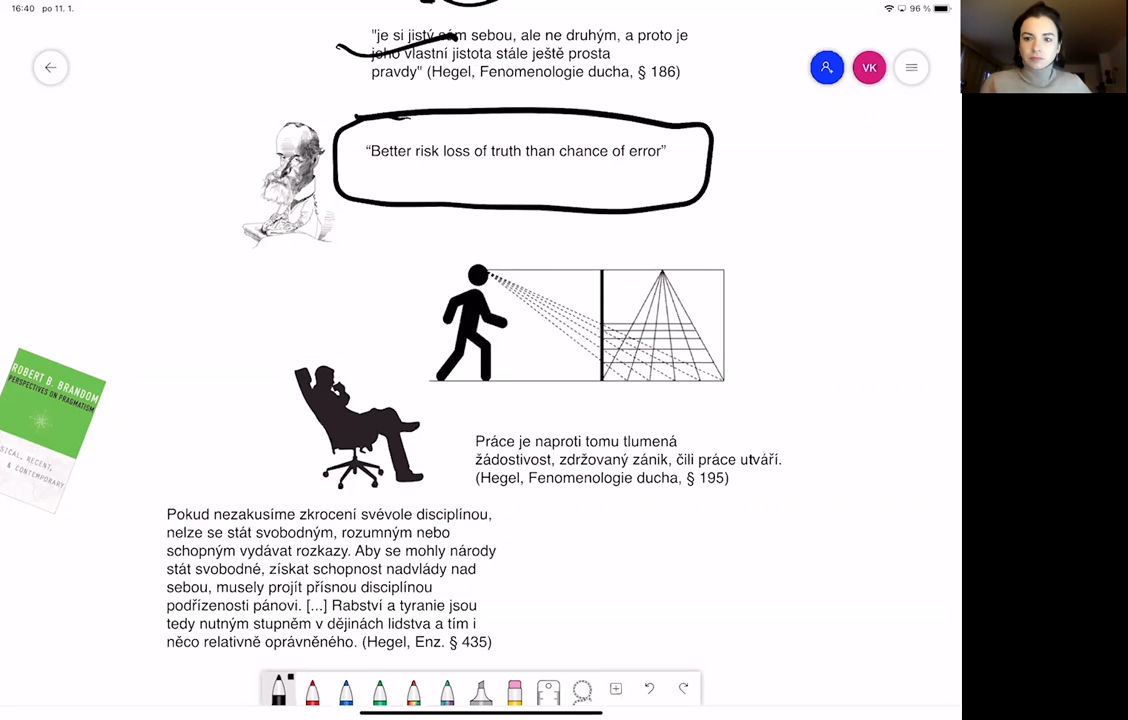 16:40 po 11. 1.
96 %
"je si jistý sám sebou, ale ne druhým, a proto je
jeho vlastní jistota stále ještě prosta
pravdy" (Hegel, Fenomenologie ducha, § 186)
VK
“Better risk loss of truth than chance of error”
ROBERT B. BRANDOM
PERSPECTIVES ON PRAGMATISM
SICAL, RECENT,
& CONTEMPORARY
Práce je naproti tomu tlumená
žádostivost, zdržovaný zánik, čili práce utváří.
(Hegel, Fenomenologie ducha, § 195)
Pokud nezakusíme zkrocení svévole disciplínou,
nelze se stát svobodným, rozumným nebo
schopným vydávat rozkazy. Aby se mohly národy
stát svobodné, získat schopnost nadvlády nad
sebou, musely projít přísnou disciplínou
podřízenosti pánovi. [...] Rabství a tyranie jsou
tedy nutným stupněm v dějinách lidstva a tím i
něco relativně oprávněného. (Hegel, Enz. § 435)